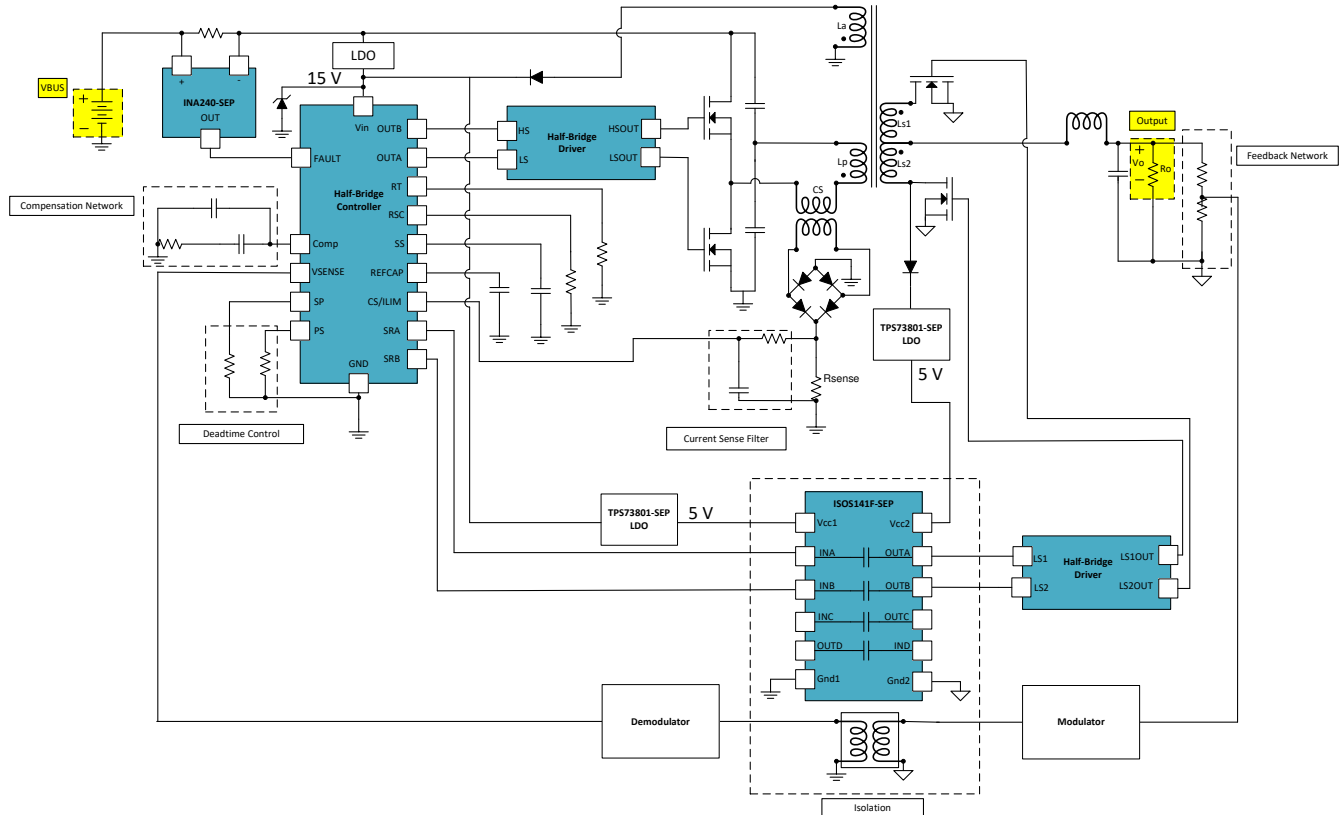 La
LDO
VBUS
+
−
+
-
INA240-SEP
OUT
15 V
Vin
OUTB
OUTA
FAULT
RT
Half-Bridge
Controller
RSC
Comp
SS
VSENSE
REFCAP
SP
CS/ILIM
PS
SRA
SRB
GND
HS
LS
Half-Bridge
Driver
HSOUT
LSOUT
Compensation Network
Deadtime Control
Lp
CS
Ls1
Ls2
Output
+
Vo
−
Ro
Feedback Network
TPS73801-SEP
LDO
5 V
Rsense
Current Sense Filter
TPS73801-SEP
LDO
5 V
ISOS141F-SEP
Vcc1
Vcc2
INA
OUTA
INB
OUTB
INC
OUTC
OUTD
IND
Gnd1
Gnd2
LS1
LS2
Half-Bridge
Driver
LS1OUT
LS2OUT
Demodulator
Modulator
Isolation